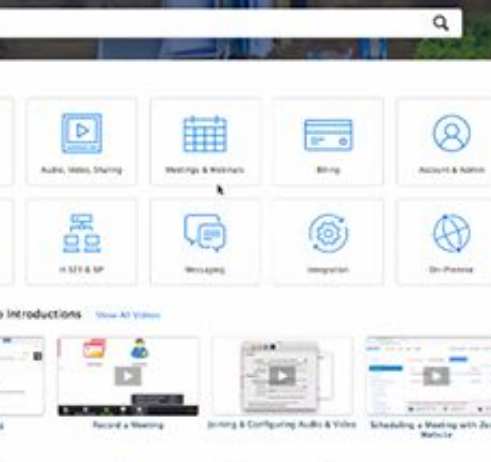 Audio, Video, Sharing
Meetings & Webinars
Billing
Account & Admin
H.323 & SIP
Messaging
Integration
On-Premise
Introductions Show All Videos
Record a Meeting
Joining & Configuring Audio & Video
Scheduling a Meeting with
Website